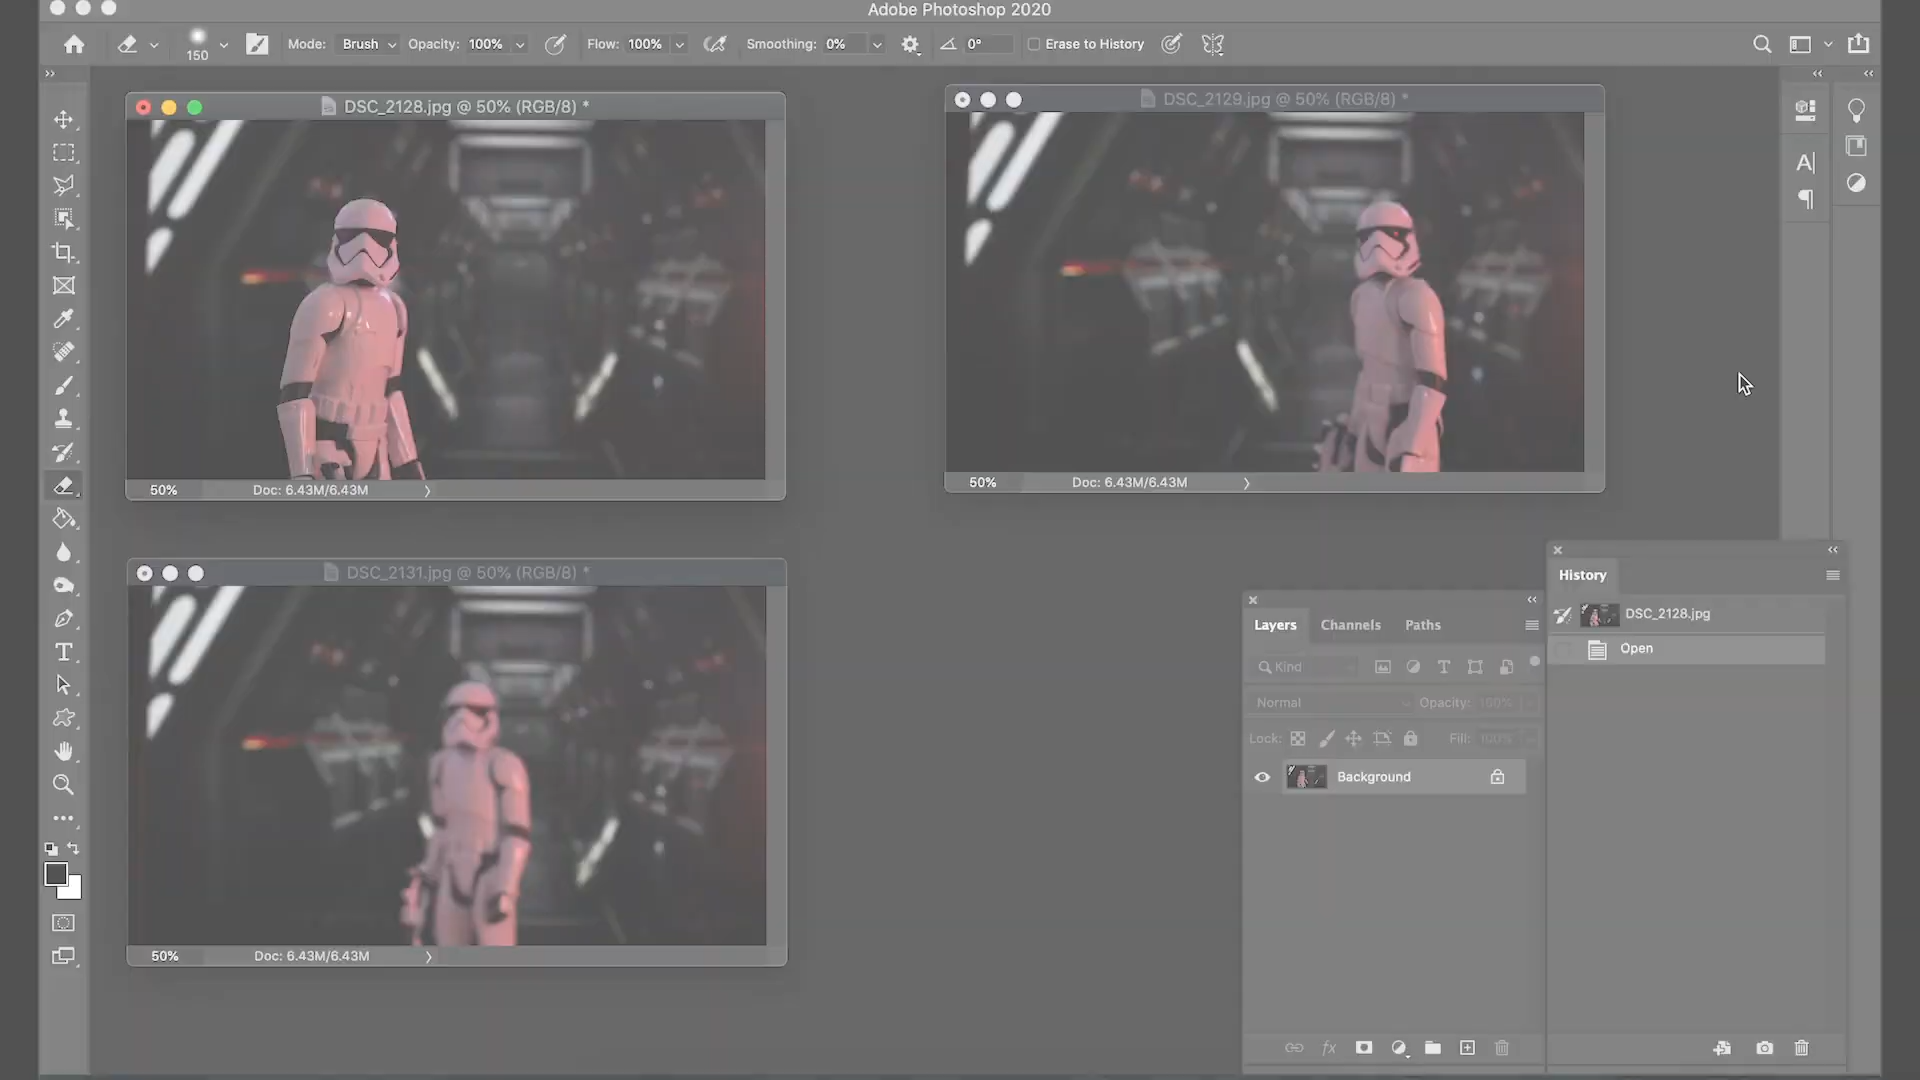 Adobe Photoshop 2020
150
Mode: Brush
Opacity: 100%
Flow: 100%
Smoothing: 0%
0°
Erase to History
DSC_2128.jpg @ 50% (RGB/8) *
50%
Doc: 6.43M/6.43M
DSC_2129.jpg @ 50% (RGB/8) *
50%
Doc: 6.43M/6.43M
DSC_2131.jpg @ 50% (RGB/8) *
50%
Doc: 6.43M/6.43M
Layers
Channels
Paths
Kind
Normal
Opacity: 100%
Lock:
Fill: 100%
Background
fx
History
DSC_2128.jpg
Open